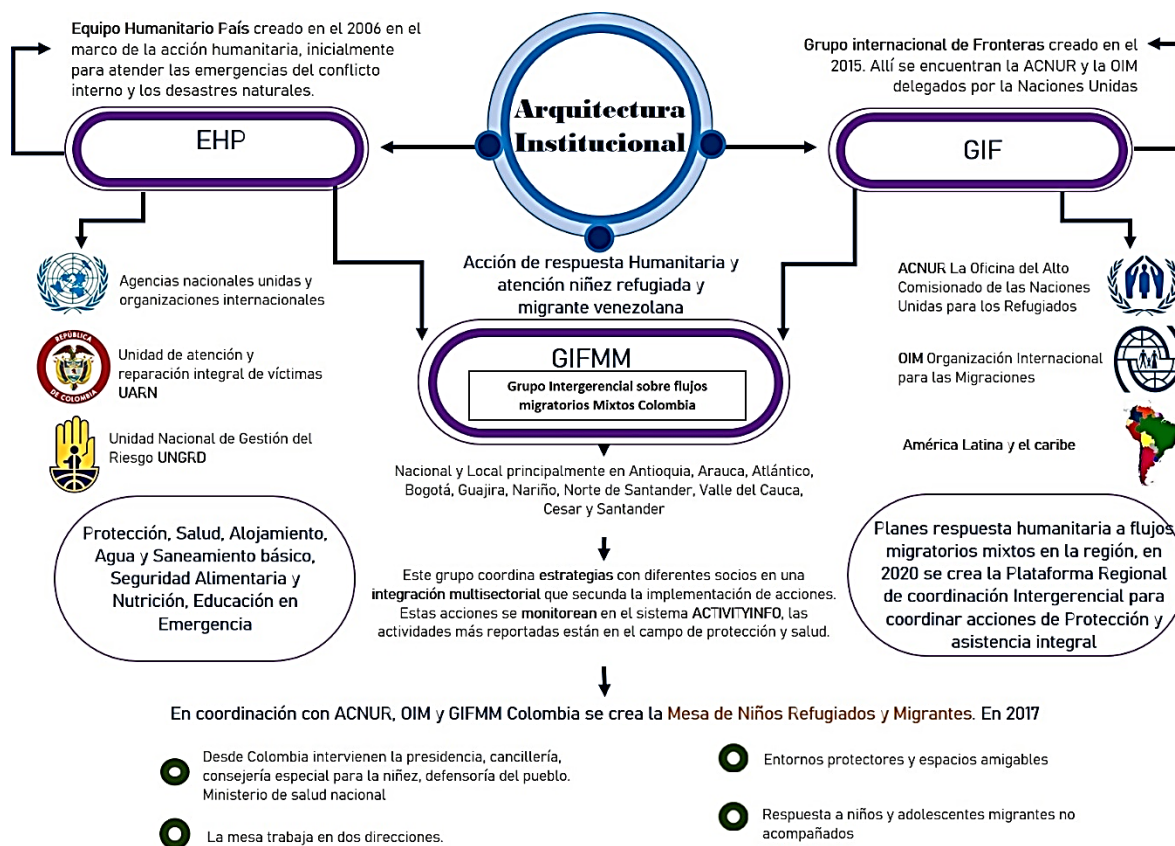 Equipo Humanitario País creado en el 2006 en el
marco de la acción humanitaria, inicialmente
para atender las emergencias del conflicto
interno y los desastres naturales.
Arquitectura
Institucional
Grupo internacional de Fronteras creado en el
2015. Allí se encuentran la ACNUR y la OIM
delegados por la Naciones Unidas
EHP
GIF
Agencias nacionales unidas y
organizaciones internacionales
Unidad de atención y
reparación integral de víctimas
UARN
Unidad Nacional de Gestión del
Riesgo UNGRD
Protección, Salud, Alojamiento,
Agua y Saneamiento básico,
Seguridad Alimentaria y
Nutrición, Educación en
Emergencia
REPÚBLICA
DE COLOMBIA
Acción de respuesta Humanitaria y
atención niñez refugiada y
migrante venezolana
GIFMM
Grupo Intergerencial sobre flujos
migratorios Mixtos Colombia
Nacional y Local principalmente en Antioquia, Arauca, Atlántico,
Bogotá, Guajira, Nariño, Norte de Santander, Valle del Cauca,
Cesar y Santander
Este grupo coordina estrategias con diferentes socios en una
integración multisectorial que secunda la implementación de acciones.
Estas acciones se monitorean en el sistema ACTIVITYINFO, las
actividades más reportadas están en el campo de protección y salud.
ACNUR La Oficina del Alto
Comisionado de las Naciones
Unidas para los Refugiados
OIM Organización Internacional
para las Migraciones
América Latina y el caribe
Planes respuesta humanitaria a flujos
migratorios mixtos en la región, en
2020 se crea la Plataforma Regional
de coordinación Intergerencial para
coordinar acciones de Protección y
asistencia integral
En coordinación con ACNUR, OIM y GIFMM Colombia se crea la Mesa de Niños Refugiados y Migrantes. En 2017
Desde Colombia intervienen la presidencia, cancillería,
consejería especial para la niñez, defensoría del pueblo.
Ministerio de salud nacional
La mesa trabaja en dos direcciones.
Entornos protectores y espacios amigables
Respuesta a niños y adolescentes migrantes no
acompañados